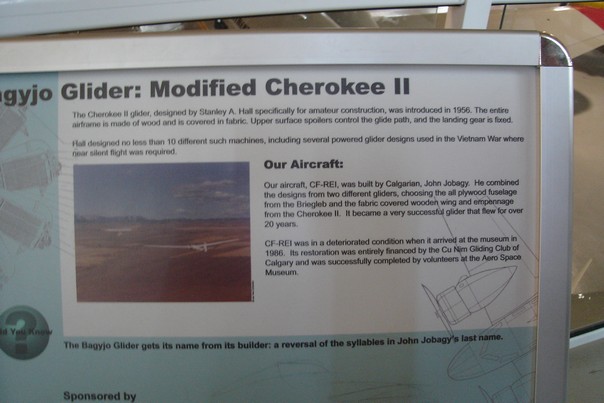 agyjo Glider: Modified Cherokee II
The Cherokee II glider, designed by Stanley A. Hall specifically for amateur construction, was introduced in 1956. The entire
airframe is made of wood and is covered in fabric. Upper surface spoilers control the glide path, and the landing gear is fixed.
Hall designed no less than 10 different such machines, including several powered glider designs used in the Vietnam War where
near silent flight was required.
Our Aircraft:
Our aircraft, CF-REI, was built by Calgarian, John Jobagy. He combined
the designs from two different gliders, choosing the all plywood fuselage
from the Briegleb and the fabric covered wooden wing and empennage
from the Cherokee II. It became a very successful glider that flew for over
20 years.
CF-REI was in a deteriorated condition when it arrived at the museum in
1986. Its restoration was entirely financed by the Cu Nim Gliding Club of
Calgary and was successfully completed by volunteers at the Aero Space
Museum.
d You Know
?
The Bagyjo Glider gets its name from its builder: a reversal of the syllables in John Jobagy's last name.
Sponsored by